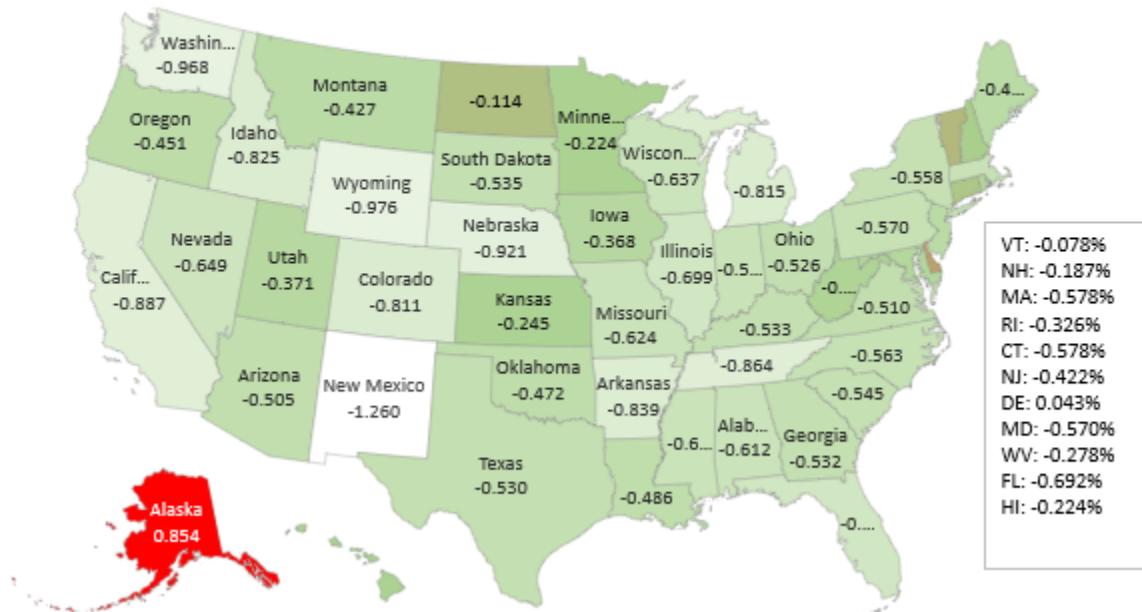 Washin...
-0.968
Montana
-0.427
-0.114
Minne...
-0.224
-0.4...
Oregon
-0.451
Idaho
-0.825
South Dakota
-0.535
Wiscon...
-0.637
-0.815
-0.558
Wyoming
-0.976
Nebraska
-0.921
Iowa
-0.368
-0.570
Nevada
-0.649
Utah
-0.371
Colorado
-0.811
Illinois
-0.699
-0.5...
Ohio
-0.526
-0....
-0.510
Calif...
-0.887
Kansas
-0.245
Missouri
-0.624
-0.533
-0.563
Arizona
-0.505
New Mexico
-1.260
Oklahoma
-0.472
Arkansas
-0.839
-0.864
-0.545
Texas
-0.530
-0.486
-0.6...
Alab...
-0.612
Georgia
-0.532
-0....
Alaska
0.854
VT: -0.078%
NH: -0.187%
MA: -0.578%
RI: -0.326%
CT: -0.578%
NJ: -0.422%
DE: 0.043%
MD: -0.570%
WV: -0.278%
FL: -0.692%
HI: -0.224%